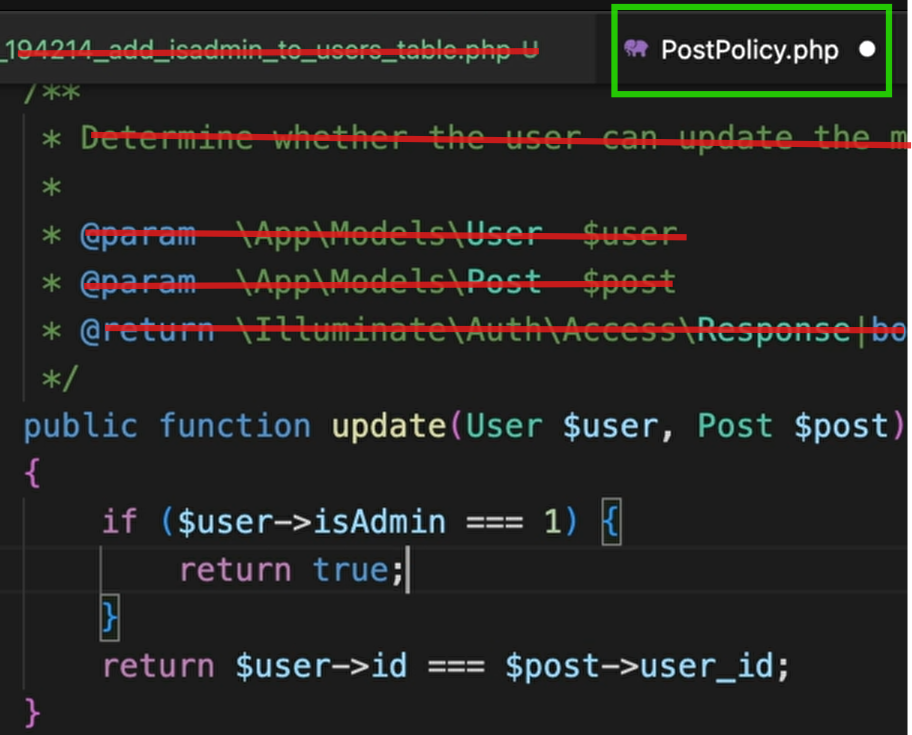 _194214_add_isadmin_to_users_table.php U
PostPolicy.php
/**
* Determine whether the user can update the m
*
* @param \App\Models\User $user
* @param \App\Models\Post $post
* @return \Illuminate\Auth\Access\Response|bo
*/
public function update(User $user, Post $post)
{
if ($user->isAdmin === 1) {
return true;
}
return $user->id === $post->user_id;
}